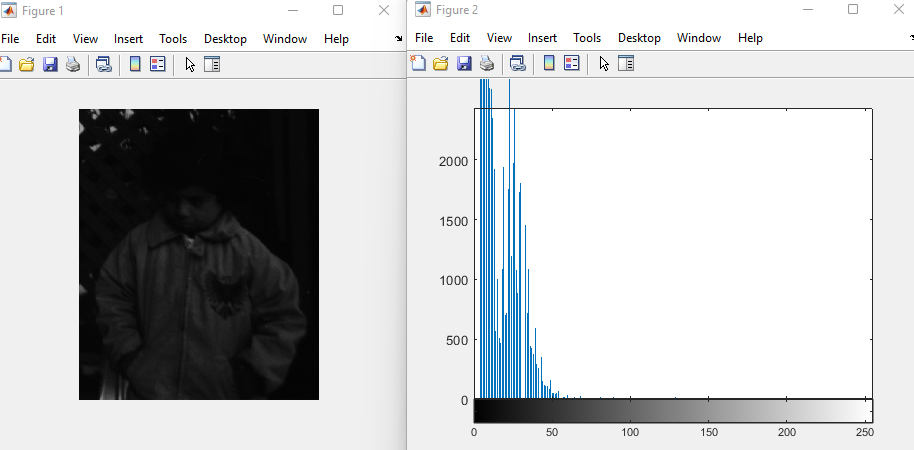 Figure 1
File Edit View Insert Tools Desktop Window Help
Figure 2
File Edit View Insert Tools Desktop Window Help
2000
1500
1000
500
0
0 50 100 150 200 250